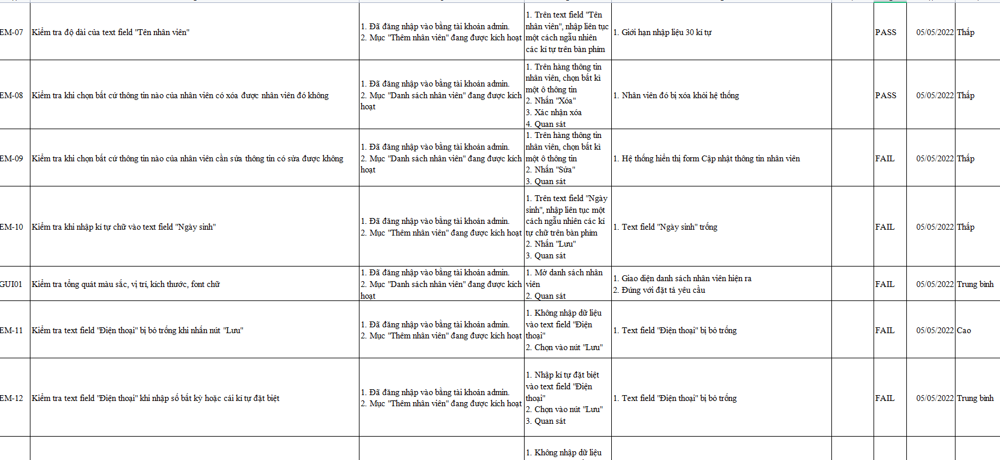 EM-07
Kiểm tra độ dài của text field "Tên nhân viên"
1. Đã đăng nhập vào bằng tài khoản admin.
2. Mục "Thêm nhân viên" đang được kích hoạt
1. Trên text field "Tên
nhân viên", nhập liên tục
một cách ngẫu nhiên
các kí tự trên bàn phím
1. Giới hạn nhập liệu 30 kí tự
PASS
05/05/2022
Thấp
EM-08
Kiểm tra khi chọn bất cứ thông tin nào của nhân viên có xóa được nhân viên đó không
1. Đã đăng nhập vào bằng tài khoản admin.
2. Mục "Danh sách nhân viên" đang được kích
hoạt
1. Trên hàng thông tin
nhân viên, chọn bất kì
một ô thông tin
2. Nhấn "Xóa"
3. Xác nhận xóa
4. Quan sát
1. Nhân viên đó bị xóa khỏi hệ thống
PASS
05/05/2022
Thấp
EM-09
Kiểm tra khi chọn bất cứ thông tin nào của nhân viên cần sửa thông tin có sửa được không
1. Đã đăng nhập vào bằng tài khoản admin.
2. Mục "Danh sách nhân viên" đang được kích
hoạt
1. Trên hàng thông tin
nhân viên, chọn bất kì
một ô thông tin
2. Nhấn "Sửa"
3. Quan sát
1. Hệ thống hiển thị form Cập nhật thông tin nhân viên
FAIL
05/05/2022
Thấp
EM-10
Kiểm tra khi nhập kí tự chữ vào text field "Ngày sinh"
1. Đã đăng nhập vào bằng tài khoản admin.
2. Mục "Thêm nhân viên" đang được kích hoạt
1. Trên text field "Ngày
sinh", nhập liên tục một
cách ngẫu nhiên các kí
tự chữ trên bàn phím
2. Nhấn "Lưu"
3. Quan sát
1. Text field "Ngày sinh" trống
FAIL
05/05/2022
Thấp
GUI01
Kiểm tra tổng quát màu sắc, vị trí, kích thước, font chữ
1. Đã đăng nhập vào bằng tài khoản admin.
2. Mục "Danh sách nhân viên" đang được kích
hoạt
1. Mở danh sách nhân
viên
2. Quan sát
1. Giao diện danh sách nhân viên hiện ra
2. Đúng với đặt tả yêu cầu
FAIL
05/05/2022
Trung bình
EM-11
Kiểm tra text field "Điện thoại" bị bỏ trống khi nhấn nút "Lưu"
1. Đã đăng nhập vào bằng tài khoản admin.
2. Mục "Thêm nhân viên" đang được kích hoạt
1. Không nhập dữ liệu
vào text field "Điện
thoại"
2. Chọn vào nút "Lưu"
1. Text field "Điện thoại" bị bỏ trống
FAIL
05/05/2022
Cao
EM-12
Kiểm tra text field "Điện thoại" khi nhập số bất kỳ hoặc cái kí tự đặt biệt
1. Đã đăng nhập vào bằng tài khoản admin.
2. Mục "Thêm nhân viên" đang được kích hoạt
1. Nhập kí tự đặt biệt
vào text field "Điện
thoại"
2. Chọn vào nút "Lưu"
3. Quan sát
1. Text field "Điện thoại" bị bỏ trống
FAIL
05/05/2022
Trung bình
1. Không nhập dữ liệu